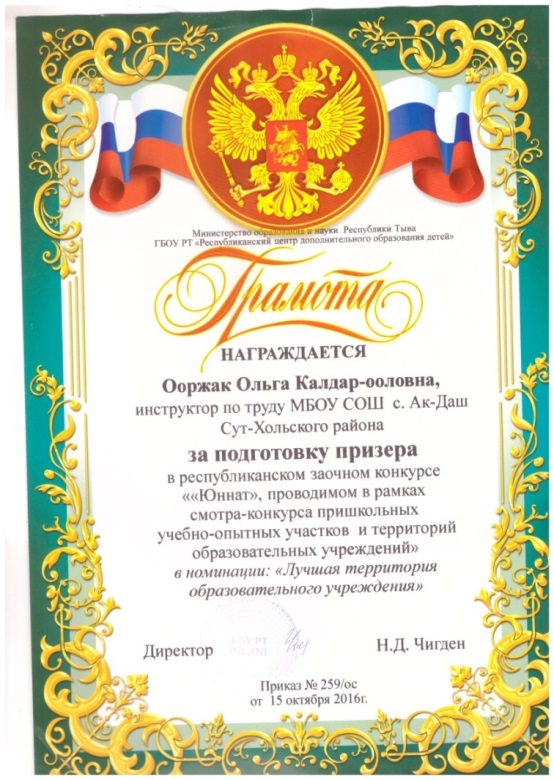 Министерство образования и науки Республики Тыва
ГБОУ РТ «Республиканский центр дополнительного образования детей»
Грамота
НАГРАЖДАЕТСЯ
Ооржак Ольга Калдар-ооловна,
инструктор по труду МБОУ СОШ с. Ак-Даш
Сут-Хольского района
за подготовку призера
в республиканском заочном конкурсе
««Юннат», проводимом в рамках
смотра-конкурса пришкольных
учебно-опытных участков и территорий
образовательных учреждений»
в номинации: «Лучшая территория
образовательного учреждения»
Директор
Н.Д. Чигден
Приказ № 259/ос
от 15 октября 2016г.